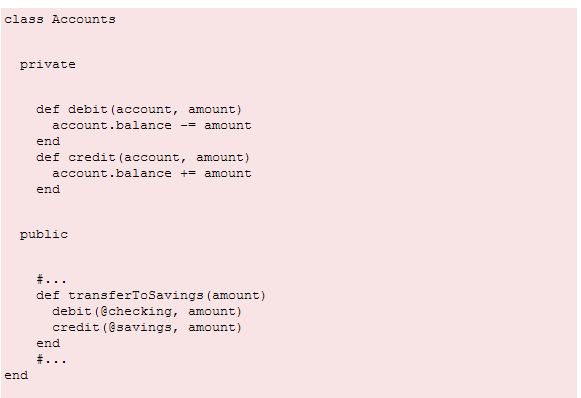 class Accounts
  private
    def debit(account, amount)
      account.balance -= amount
    end
    def credit(account, amount)
      account.balance += amount
    end
  public
    #...
    def transferToSavings(amount)
      debit(@checking, amount)
      credit(@savings, amount)
    end
    #...
end